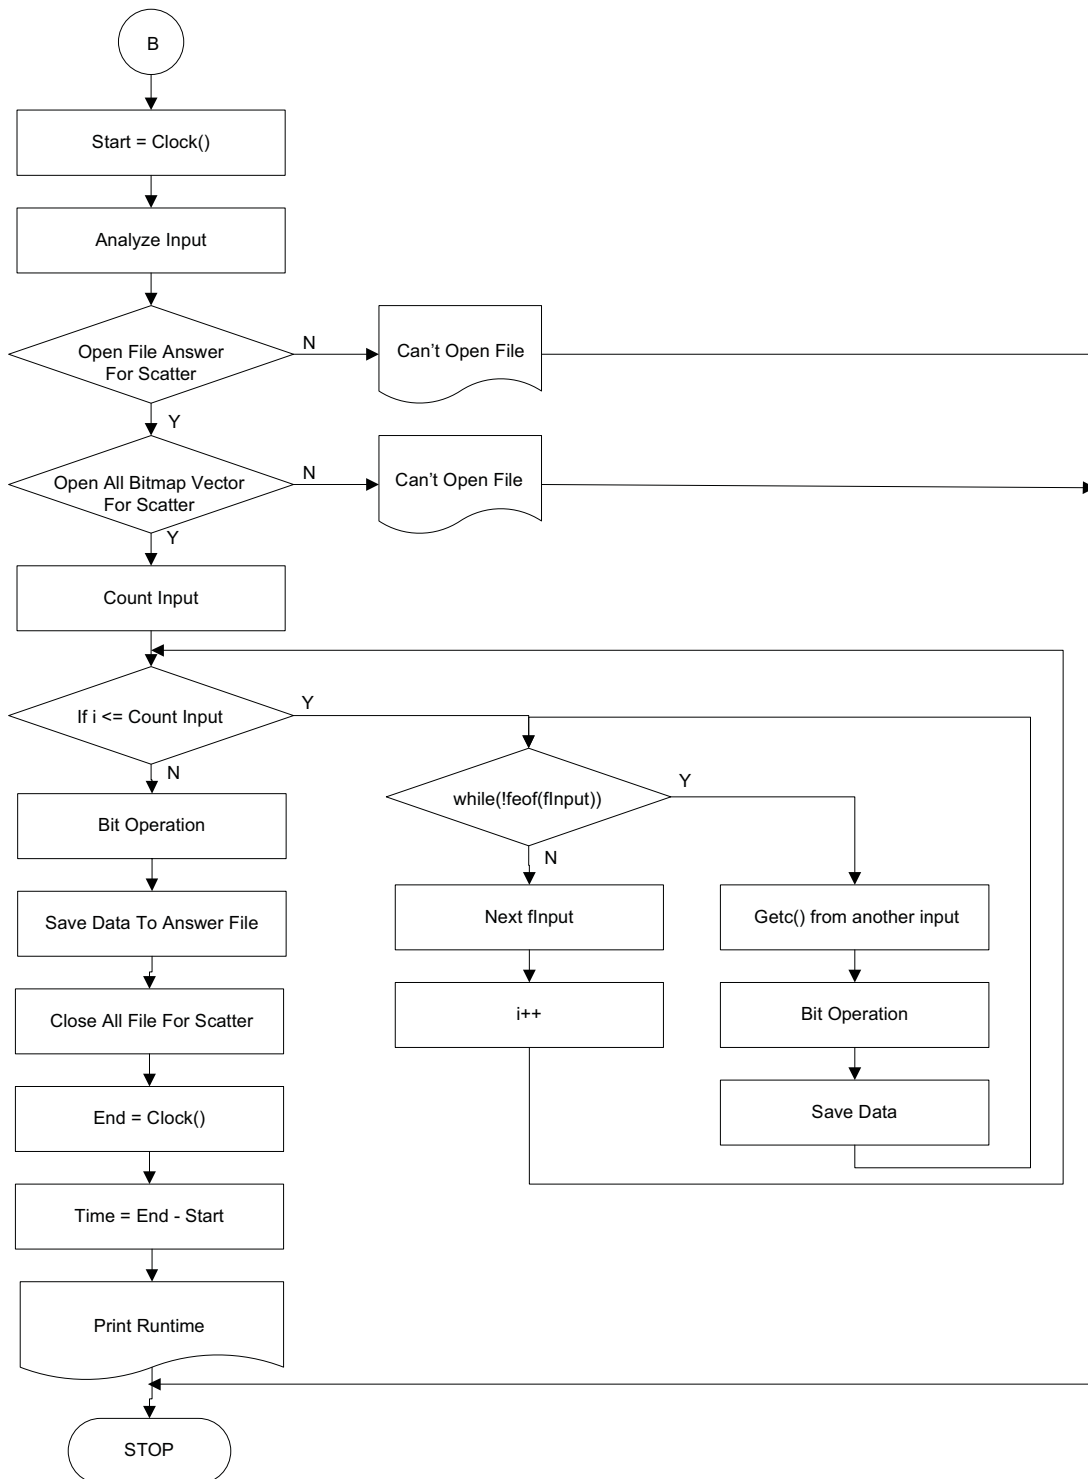 B
Start = Clock()
Analyze Input
Open File Answer
For Scatter
N
Can't Open File
Y
Open All Bitmap Vector
For Scatter
N
Can't Open File
Y
Count Input
If i <= Count Input
Y
N
while(!feof(fInput))
Y
N
Bit Operation
Save Data To Answer File
Close All File For Scatter
End = Clock()
Time = End - Start
Print Runtime
STOP
Next fInput
i++
Getc() from another input
Bit Operation
Save Data